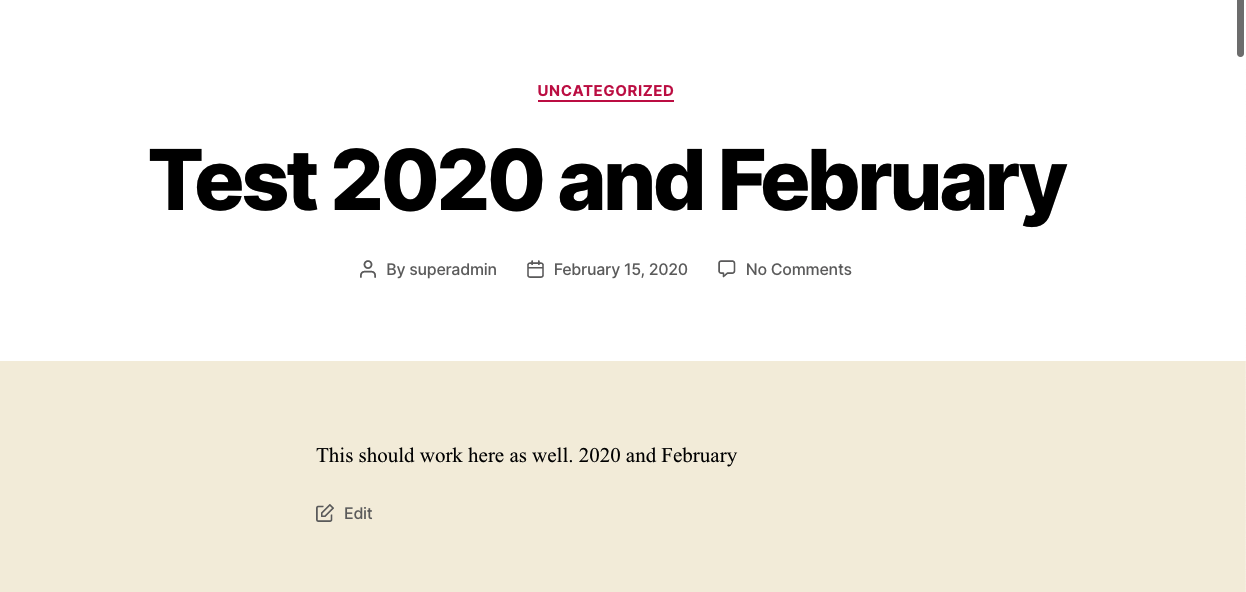 UNCATEGORIZED
Test 2020 and February
By superadmin February 15, 2020 No Comments
This should work here as well. 2020 and February
Edit